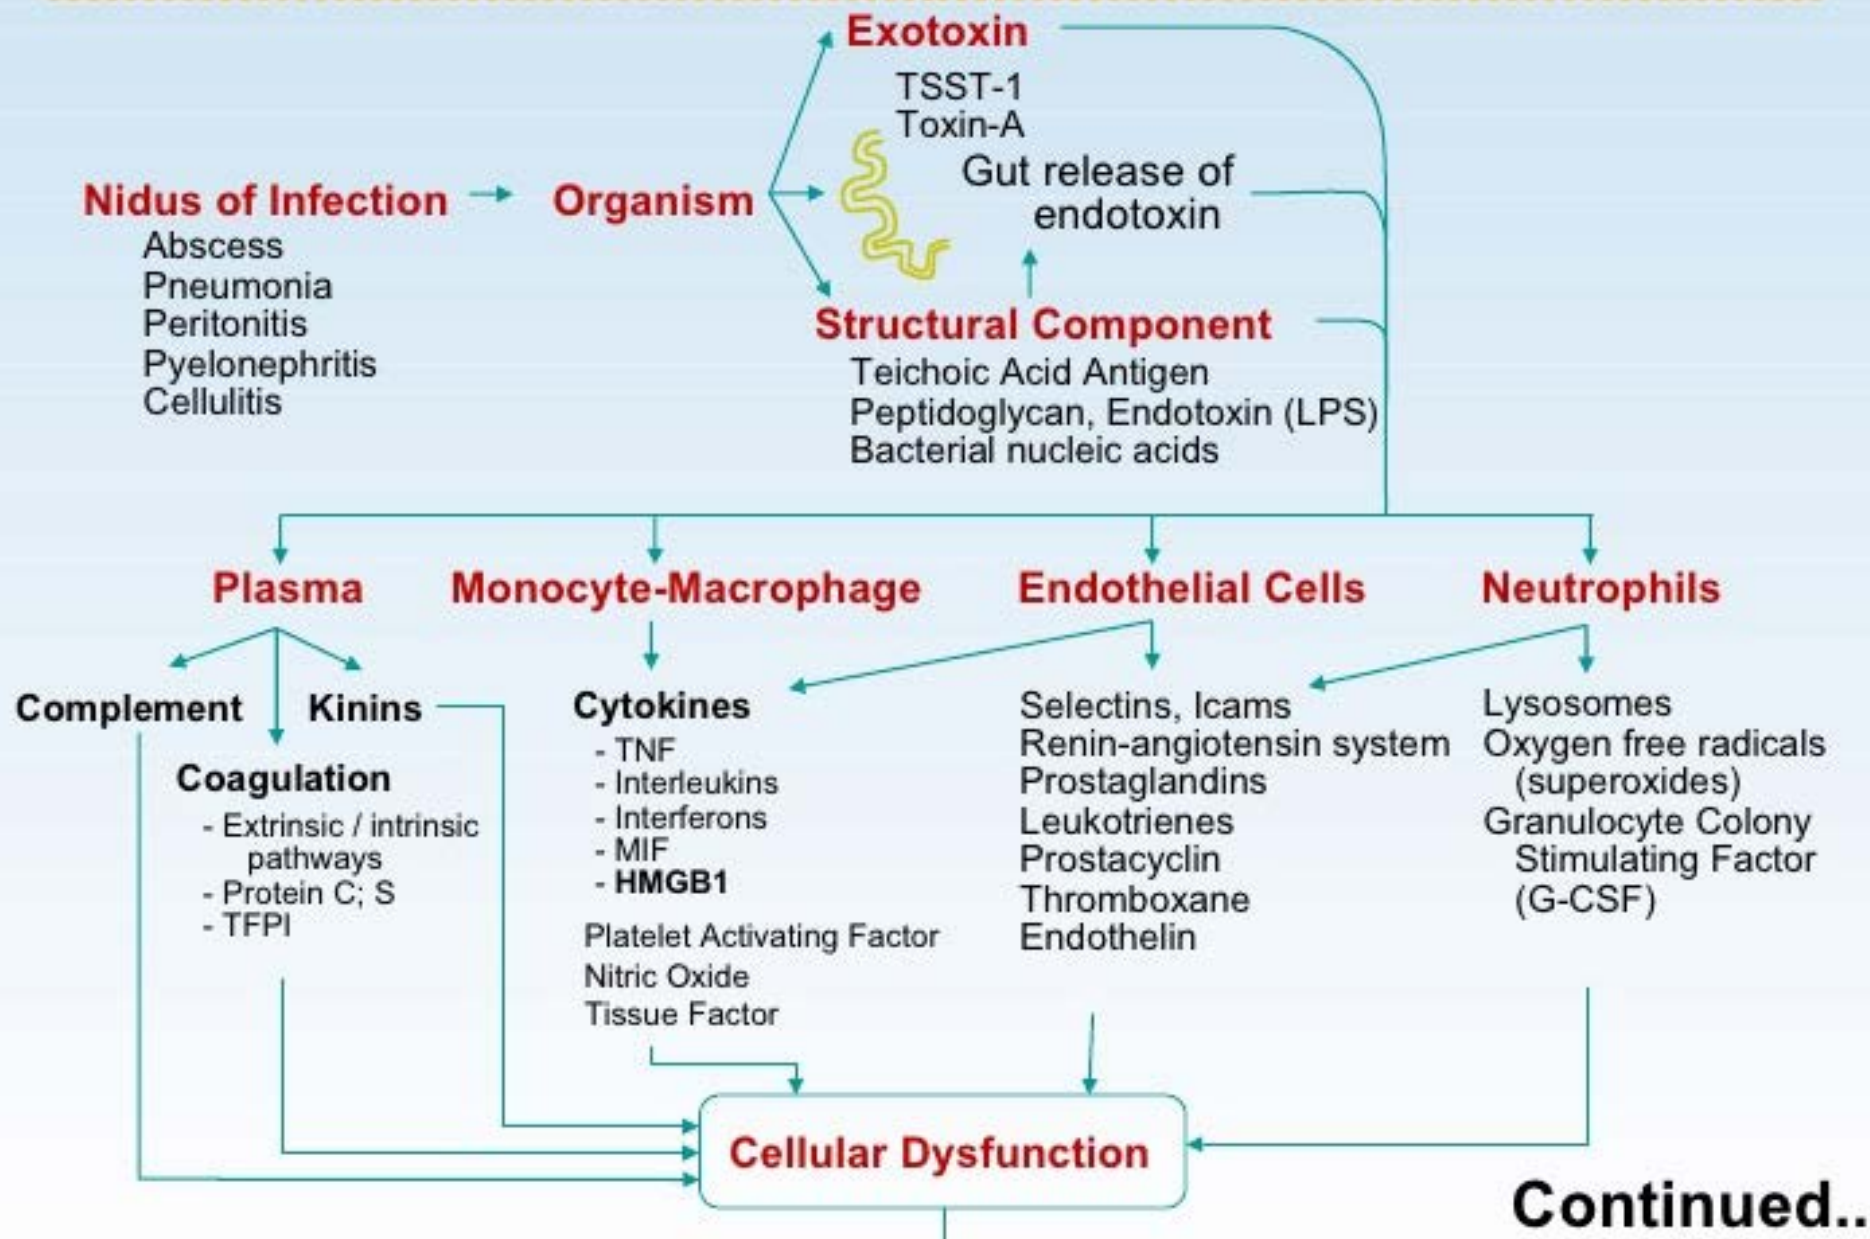 Exotoxin
TSST-1
Toxin-A
Gut release of
endotoxin
Nidus of Infection
Abscess
Pneumonia
Peritonitis
Pyelonephritis
Cellulitis
Organism
Structural Component
Teichoic Acid Antigen
Peptidoglycan, Endotoxin (LPS)
Bacterial nucleic acids
Plasma
Monocyte-Macrophage
Endothelial Cells
Neutrophils
Complement
Kinins
Coagulation
- Extrinsic / intrinsic
pathways
- Protein C; S
- TFPI
Cytokines
- TNF
- Interleukins
- Interferons
- MIF
- HMGB1
Platelet Activating Factor
Nitric Oxide
Tissue Factor
Selectins, Icams
Renin-angiotensin system
Prostaglandins
Leukotrienes
Prostacyclin
Thromboxane
Endothelin
Lysosomes
Oxygen free radicals
(superoxides)
Granulocyte Colony
Stimulating Factor
(G-CSF)
Cellular Dysfunction
Continued..